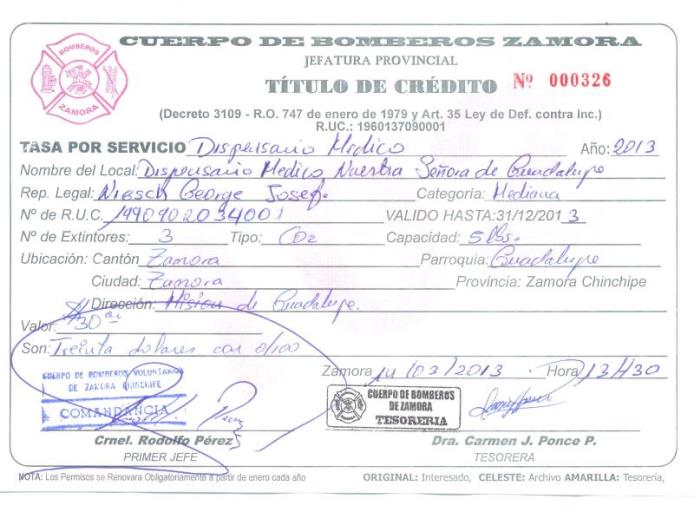 BOMBEROS
ZAMORA
CUERPO DE BOMBEROS ZAMORA
JEFATURA PROVINCIAL
TÍTULO DE CRÉDITO Nº 000326
(Decreto 3109 - R.O. 747 de enero de 1979 y Art. 35 Ley de Def. contra Inc.)
R.U.C.: 1960137090001
TASA POR SERVICIO Dispensario Medico Año: 2013
Nombre del Local: Dispensario Medico Nuestra Señora de Guadalupe
Rep. Legal: George Josef. Categoría: Mediana
Nº de R.U.C. 1990902034001 VALIDO HASTA:31/12/2013
Nº de Extintores: 3 Tipo: CO2 Capacidad: 5 lbs.
Ubicación: Cantón Zamora Parroquia: Guadalupe
Ciudad: Zamora Provincia: Zamora Chinchipe
Dirección: Mision de Guadalupe.
Valor: $30
Son: Treinta dolares con 0/100
Zamora 14/02/2013 Hora 13H30
CUERPO DE BOMBEROS VOLUNTARIOS
DE ZAMORA CHINCHIPE
COMANDANCIA
CUERPO DE BOMBEROS
DE ZAMORA
TESORERIA
Crnel. Rodolfo Pérez
PRIMER JEFE
Dra. Carmen J. Ponce P.
TESORERA
NOTA: Los Permisos se Renovara Obligatoriamente a partir de enero cada año
ORIGINAL: Interesado, CELESTE: Archivo AMARILLA: Tesorería,